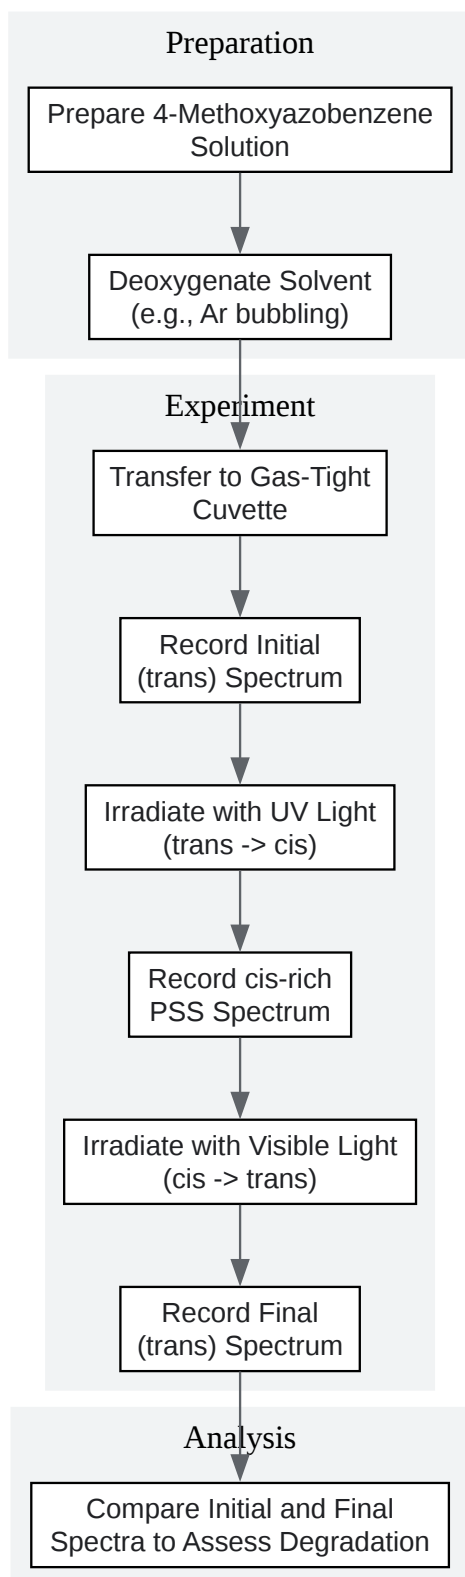 Preparation
Prepare 4-Methoxyazobenzene
Solution
Deoxygenate Solvent
(e.g., Ar bubbling)
Experiment
Transfer to Gas-Tight
Cuvette
Record Initial
(trans) Spectrum
Irradiate with UV Light
(trans -> cis)
Record cis-rich
PSS Spectrum
Irradiate with Visible Light
(cis -> trans)
Record Final
(trans) Spectrum
Analysis
Compare Initial and Final
Spectra to Assess Degradation